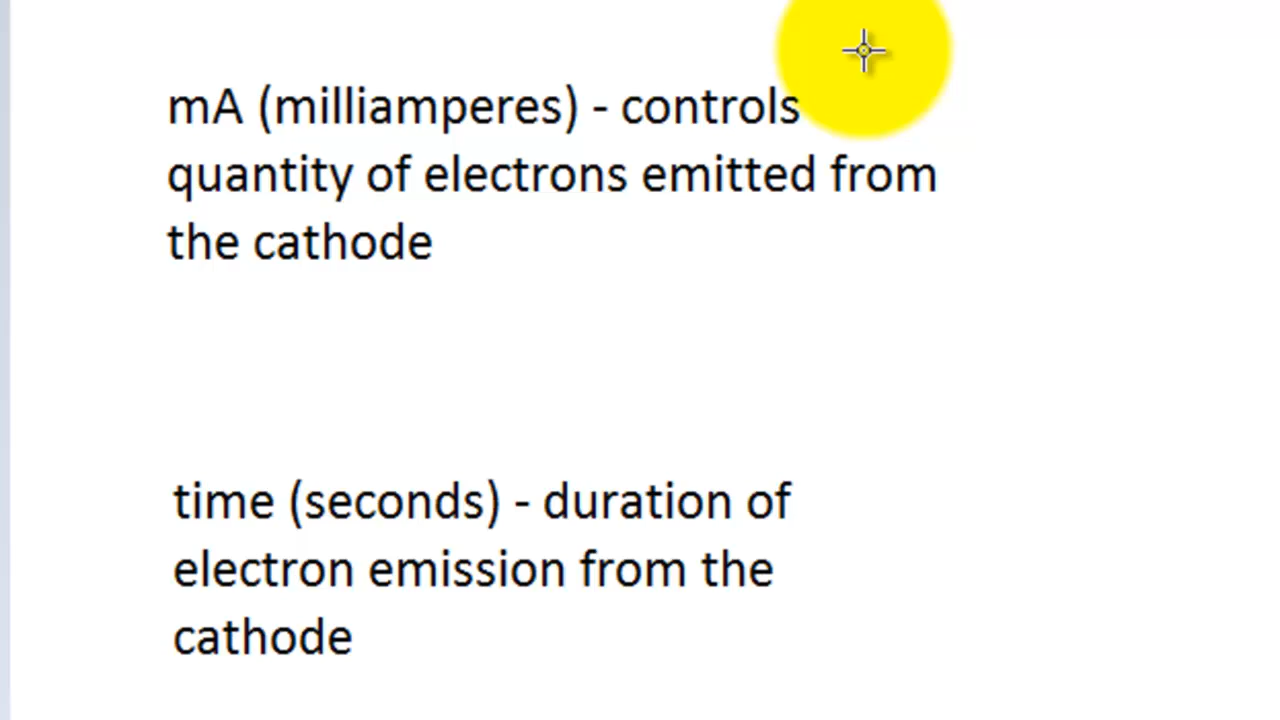 mA (milliamperes) - controls
quantity of electrons emitted from
the cathode
time (seconds) - duration of
electron emission from the
cathode